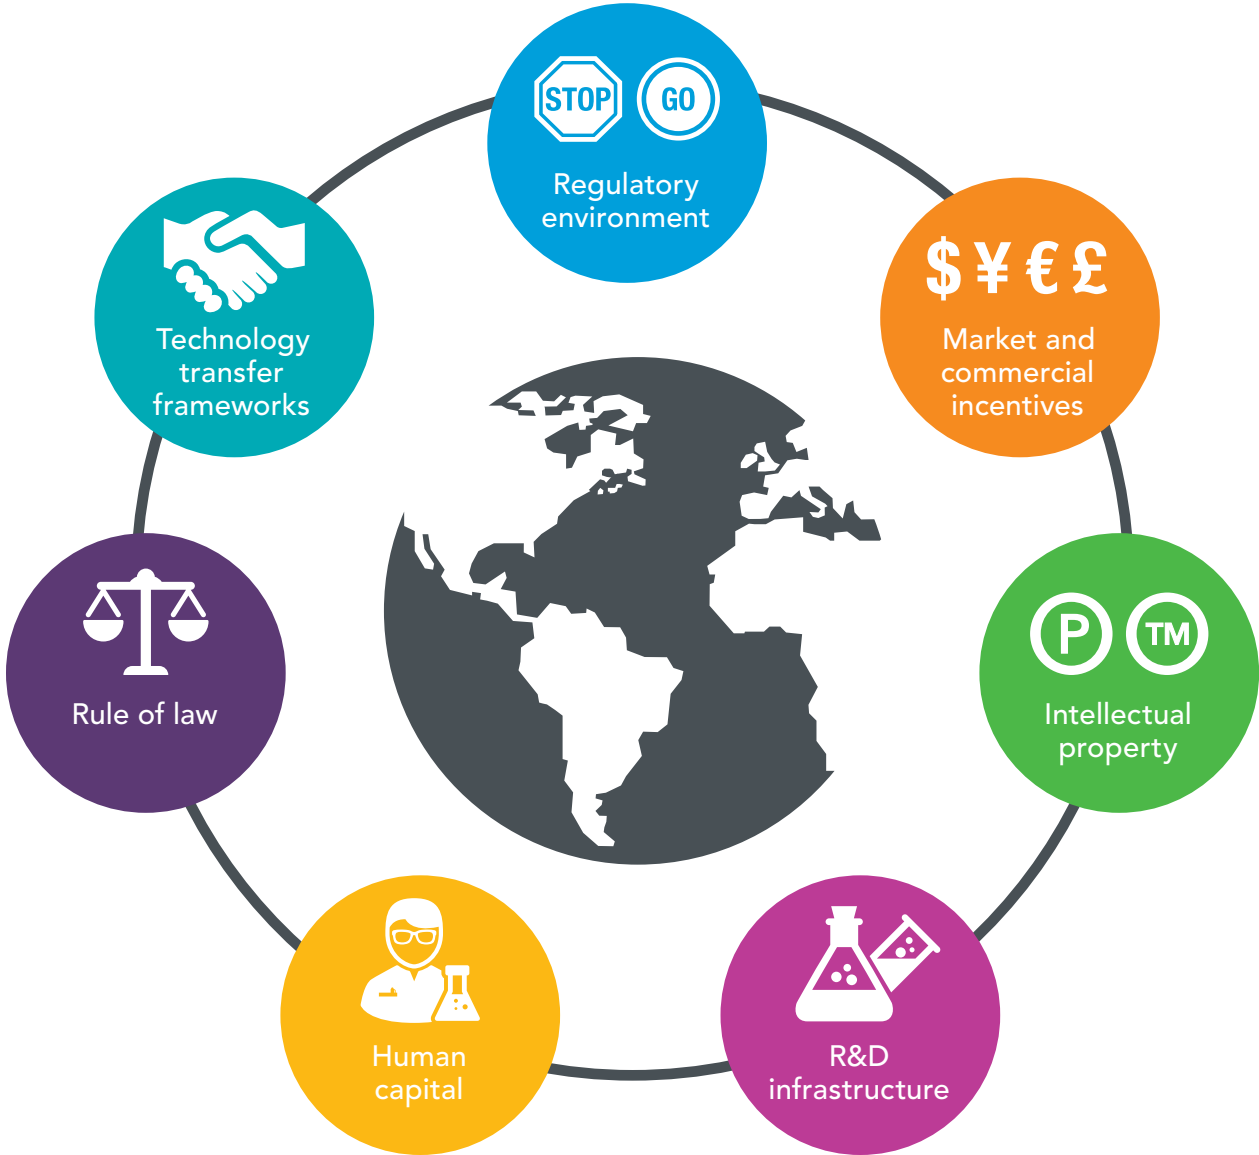 STOP GO
Regulatory
environment
$ ¥ € £
Market and
commercial
incentives
P TM
Intellectual
property
R&D
infrastructure
Human
capital
Rule of law
Technology
transfer
frameworks